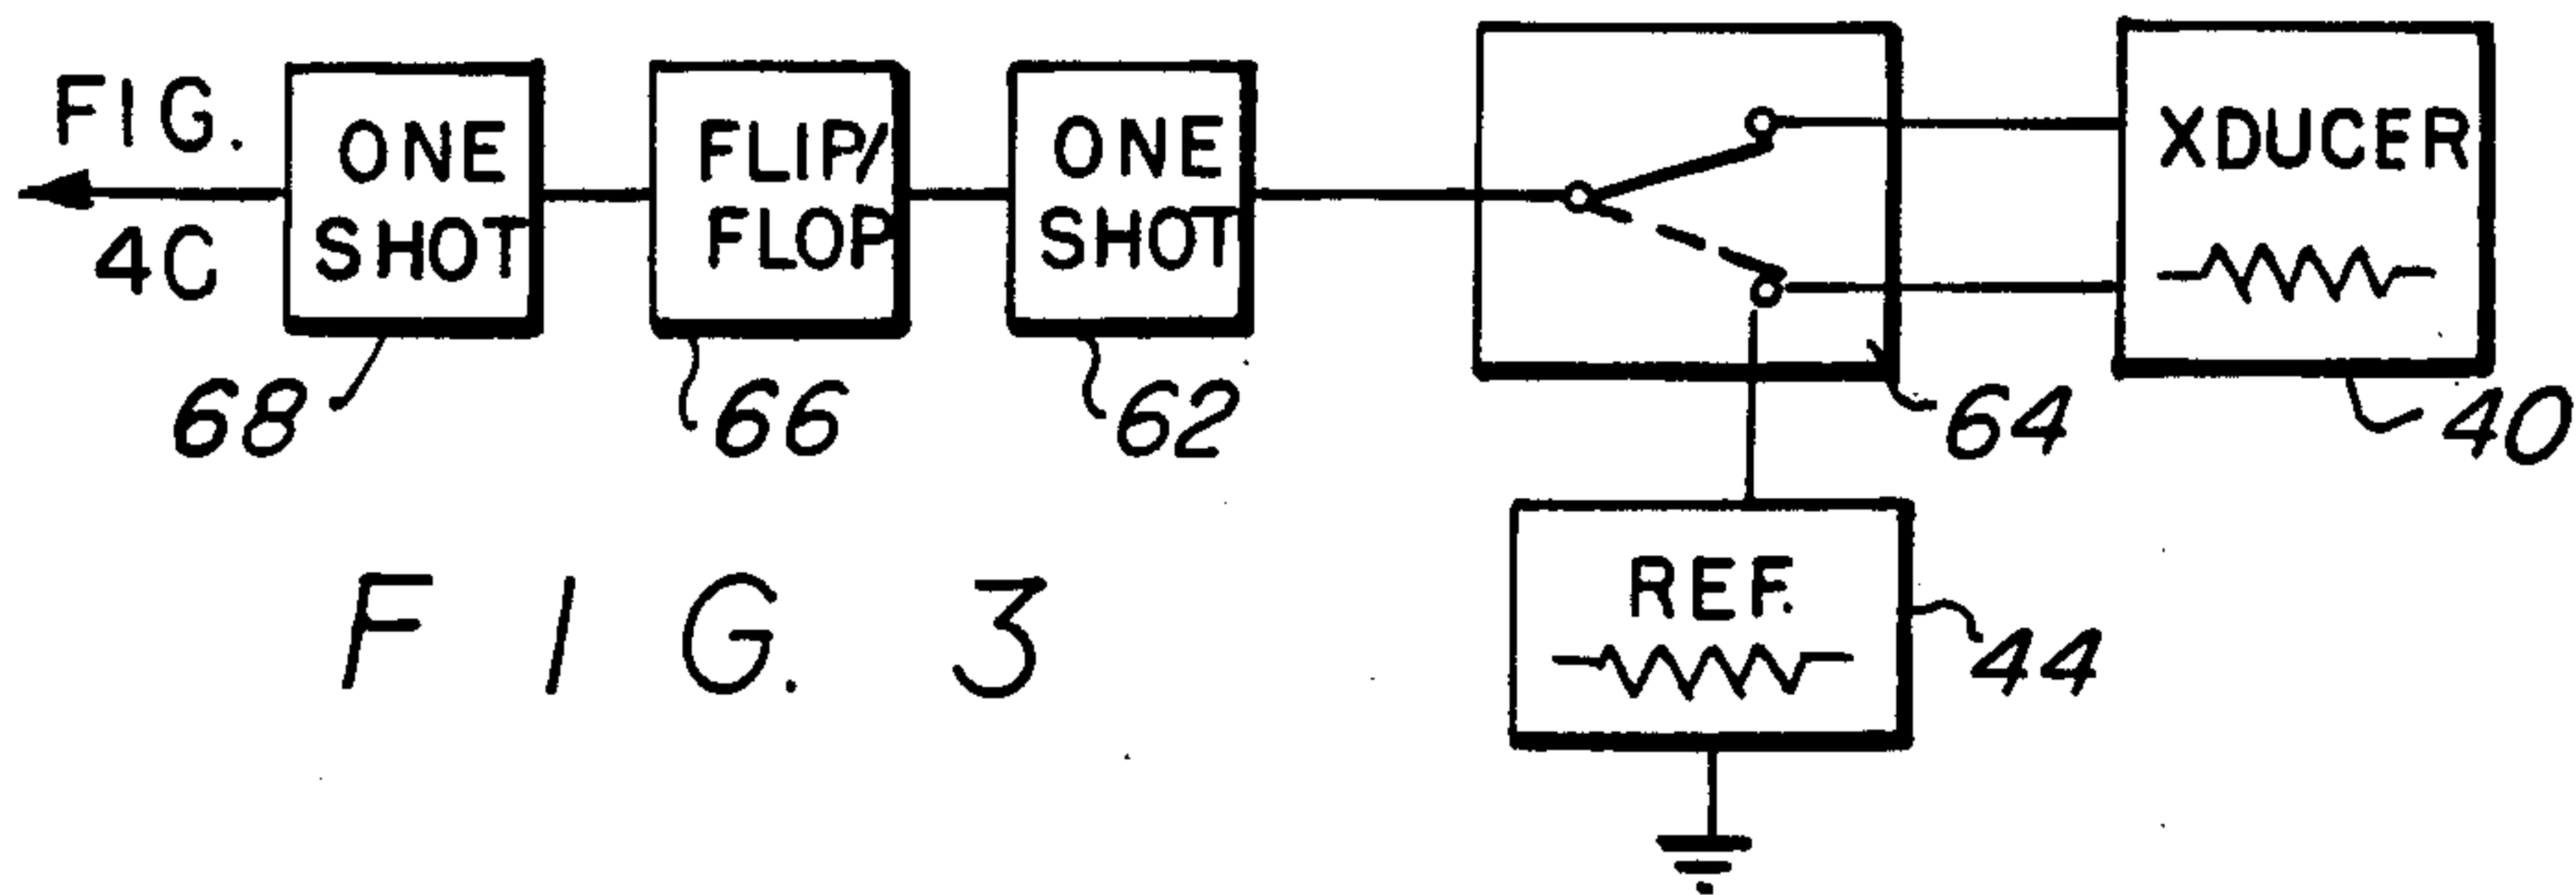 FIG.
4C
ONE
SHOT
FLIP/
FLOP
ONE
SHOT
XDUCER
68
66
62
64
40
REF.
44
FIG. 3